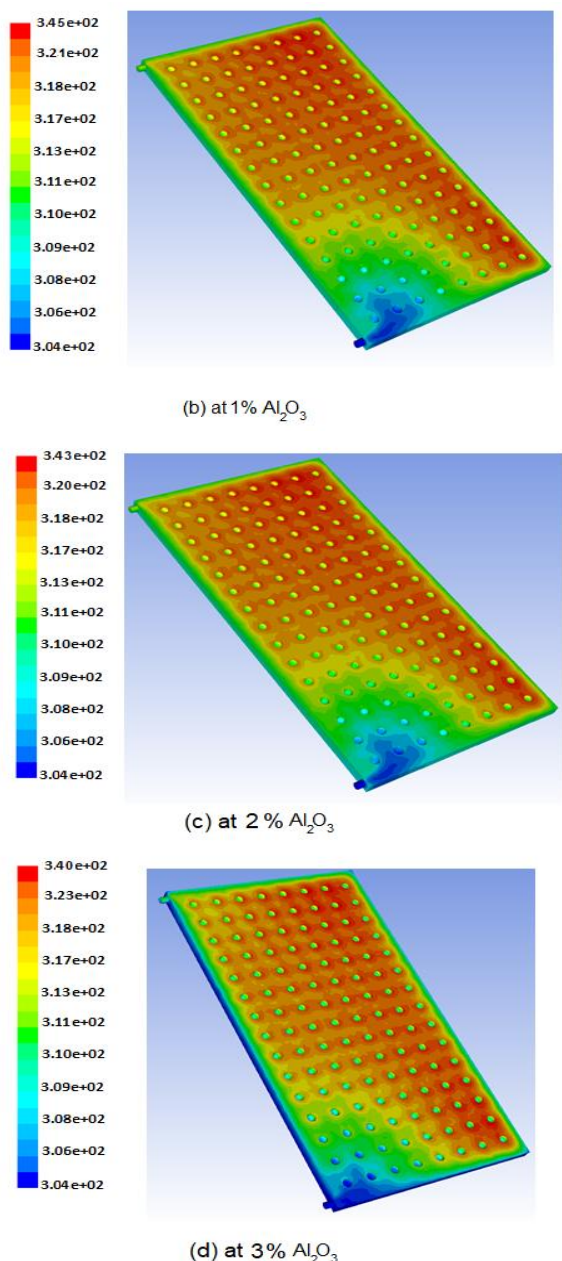 3.45e+02
3.21e+02
3.18e+02
3.17e+02
3.13e+02
3.11e+02
3.10e+02
3.09e+02
3.08e+02
3.06e+02
3.04e+02
(b) at 1% Al₂O₃
3.43e+02
3.20e+02
3.18e+02
3.17e+02
3.13e+02
3.11e+02
3.10e+02
3.09e+02
3.08e+02
3.06e+02
3.04e+02
(c) at 2 % Al₂O₃
3.40e+02
3.23e+02
3.18e+02
3.17e+02
3.13e+02
3.11e+02
3.10e+02
3.09e+02
3.08e+02
3.06e+02
3.04e+02
(d) at 3% Al₂O₃